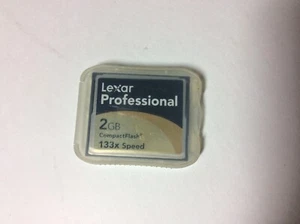 Lexar
Professional
2GB
CompactFlash®
133x Speed